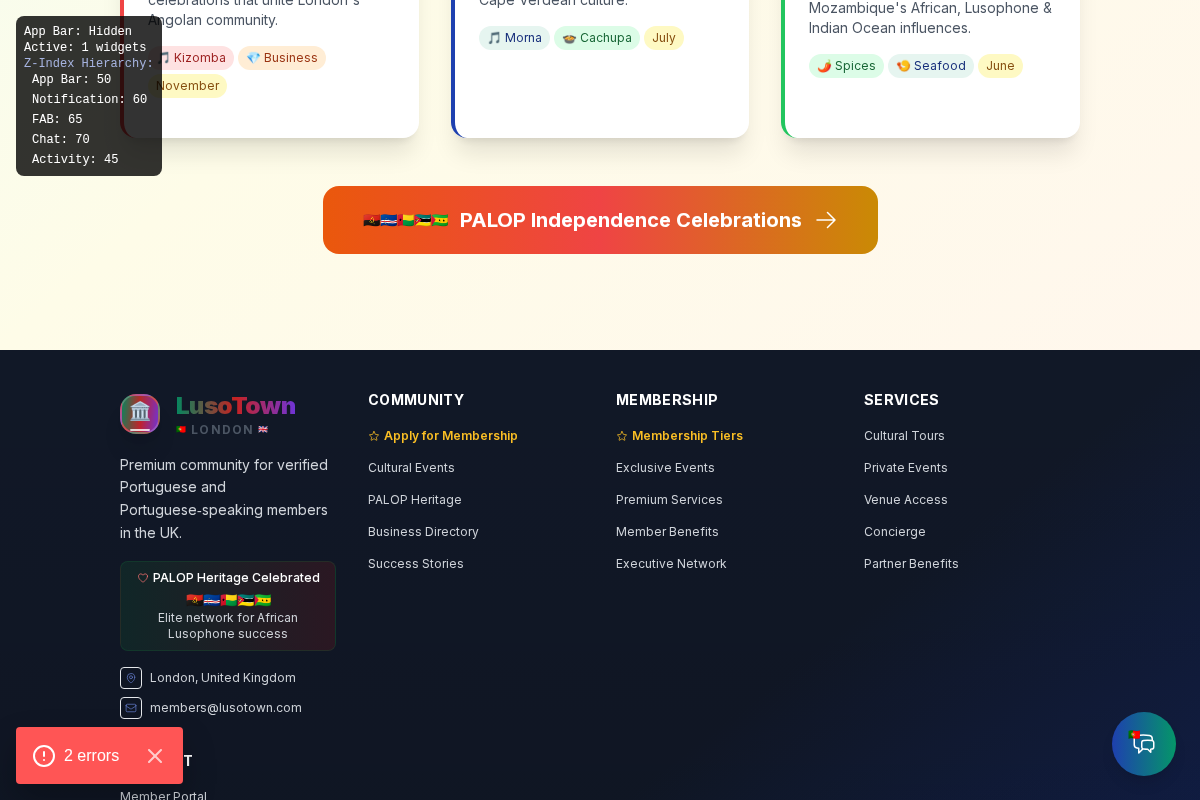 App Bar: Hidden
Active: 1 widgets
Z-Index Hierarchy:
App Bar: 50
Notification: 60
FAB: 65
Chat: 70
Activity: 45
celebrations that unite London's
Angolan community.
🎵 Kizomba
💎 Business
November
Cape Verdean culture.
🎵 Morna
🍲 Cachupa
July
Mozambique's African, Lusophone &
Indian Ocean influences.
🌶️ Spices
🍤 Seafood
June
🇦🇴🇨🇻🇬🇼🇲🇿🇸🇹 PALOP Independence Celebrations
LusoTown
🇵🇹 LONDON 🇬🇧
Premium community for verified
Portuguese and
Portuguese-speaking members
in the UK.
PALOP Heritage Celebrated
🇦🇴🇨🇻🇬🇼🇲🇿🇸🇹
Elite network for African
Lusophone success
London, United Kingdom
members@lusotown.com
COMMUNITY
Apply for Membership
Cultural Events
PALOP Heritage
Business Directory
Success Stories
MEMBERSHIP
Membership Tiers
Exclusive Events
Premium Services
Member Benefits
Executive Network
SERVICES
Cultural Tours
Private Events
Venue Access
Concierge
Partner Benefits
2 errors
Member Portal